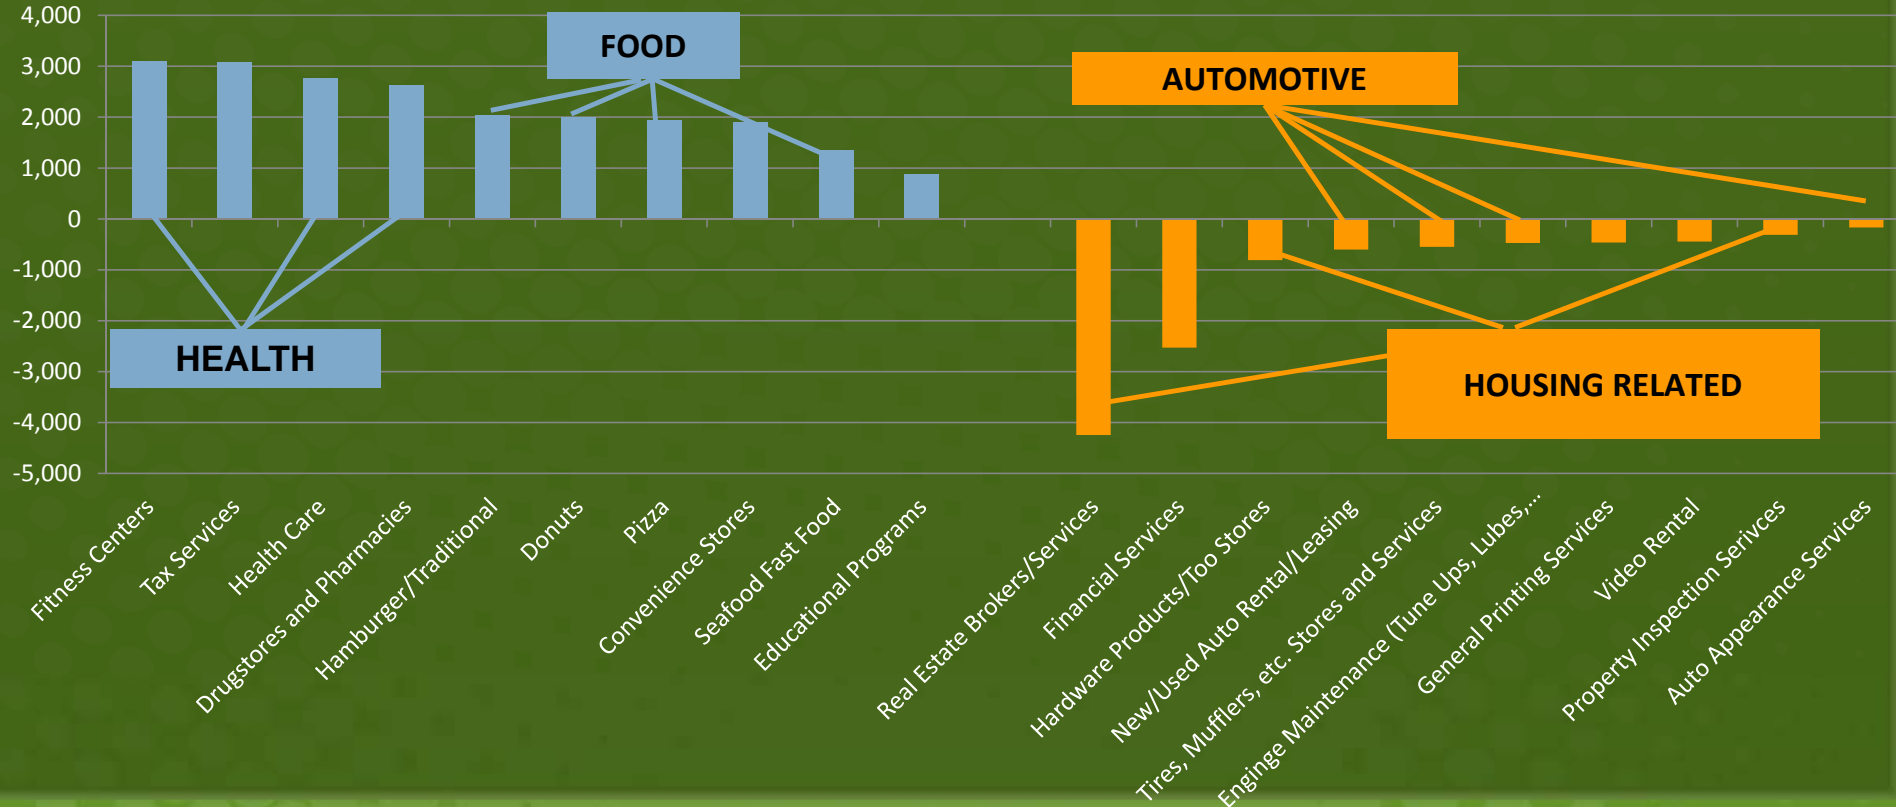 4,000
3,000
2,000
1,000
0
-1,000
-2,000
-3,000
-4,000
-5,000
FOOD
AUTOMOTIVE
HEALTH
HOUSING RELATED
Fitness Centers
Tax Services
Health Care
Drugstores and Pharmacies
Hamburger/Traditional
Donuts
Pizza
Convenience Stores
Seafood Fast Food
Educational Programs
Real Estate Brokers/Services
Financial Services
Hardware Products/Too Stores
New/Used Auto Rental/Leasing
Tires, Mufflers, etc. Stores and Services
Enginge Maintenance (Tune Ups, Lubes,...
General Printing Services
Video Rental
Property Inspection Serivces
Auto Appearance Services